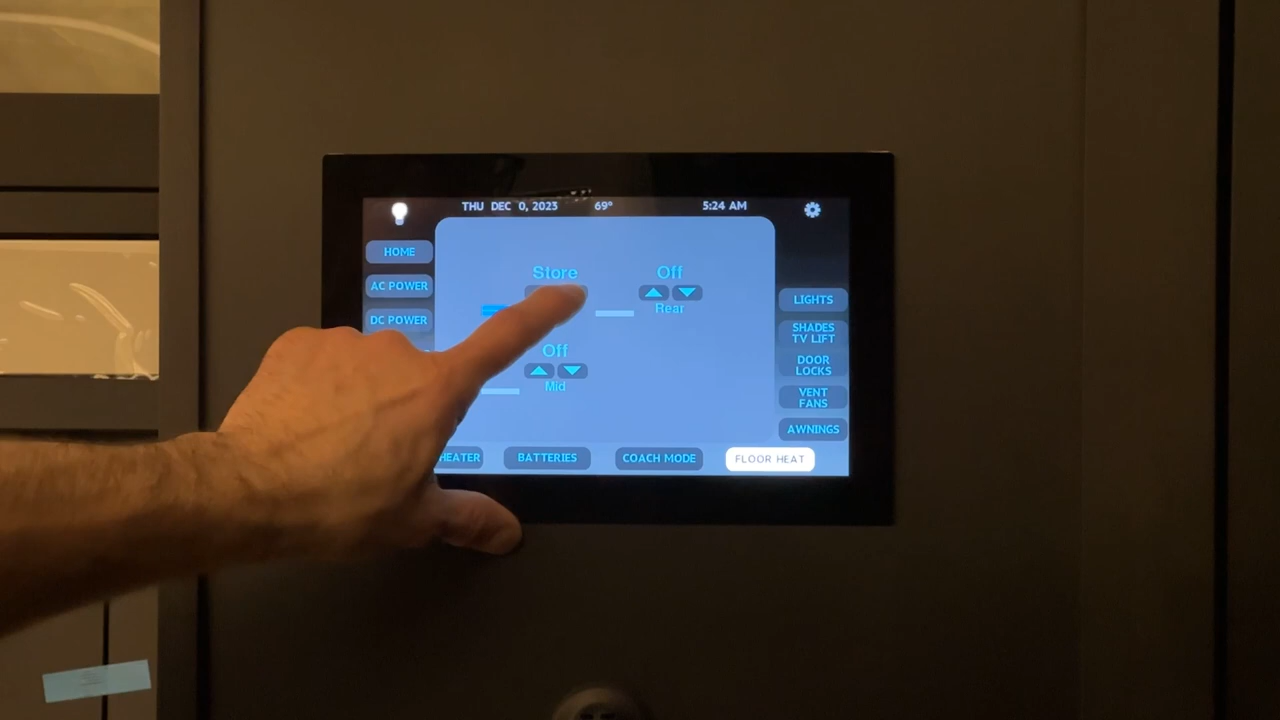 THU DEC 0, 2023 69° 5:24 AM
HOME
AC POWER
DC POWER
Store
Off
Rear
Off
Mid
LIGHTS
SHADES
TV LIFT
DOOR
LOCKS
VENT
FANS
AWNINGS
HEATER
BATTERIES
COACH MODE
FLOOR HEAT